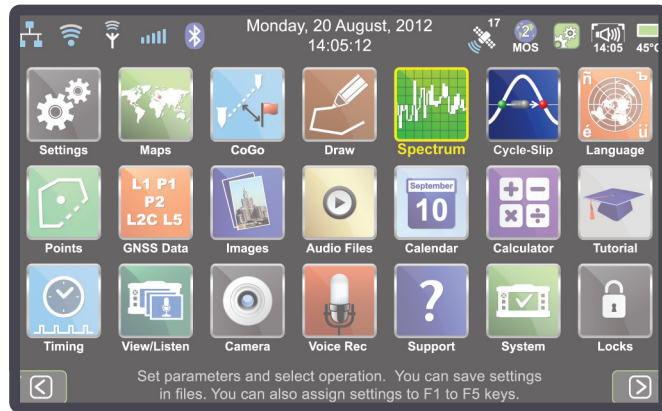 Monday, 20 August, 2012
14:05:12
17
2
MOS
14:05
45°C
Settings
Maps
CoGo
Draw
Spectrum
Cycle-Slip
ñ Ъ
é ü
Language
Points
L1 P1
P2
L2C L5
GNSS Data
Images
Audio Files
September
10
Calendar
Calculator
Tutorial
Timing
View/Listen
Camera
Voice Rec
?
Support
System
Locks
Set parameters and select operation. You can save settings
in files. You can also assign settings to F1 to F5 keys.